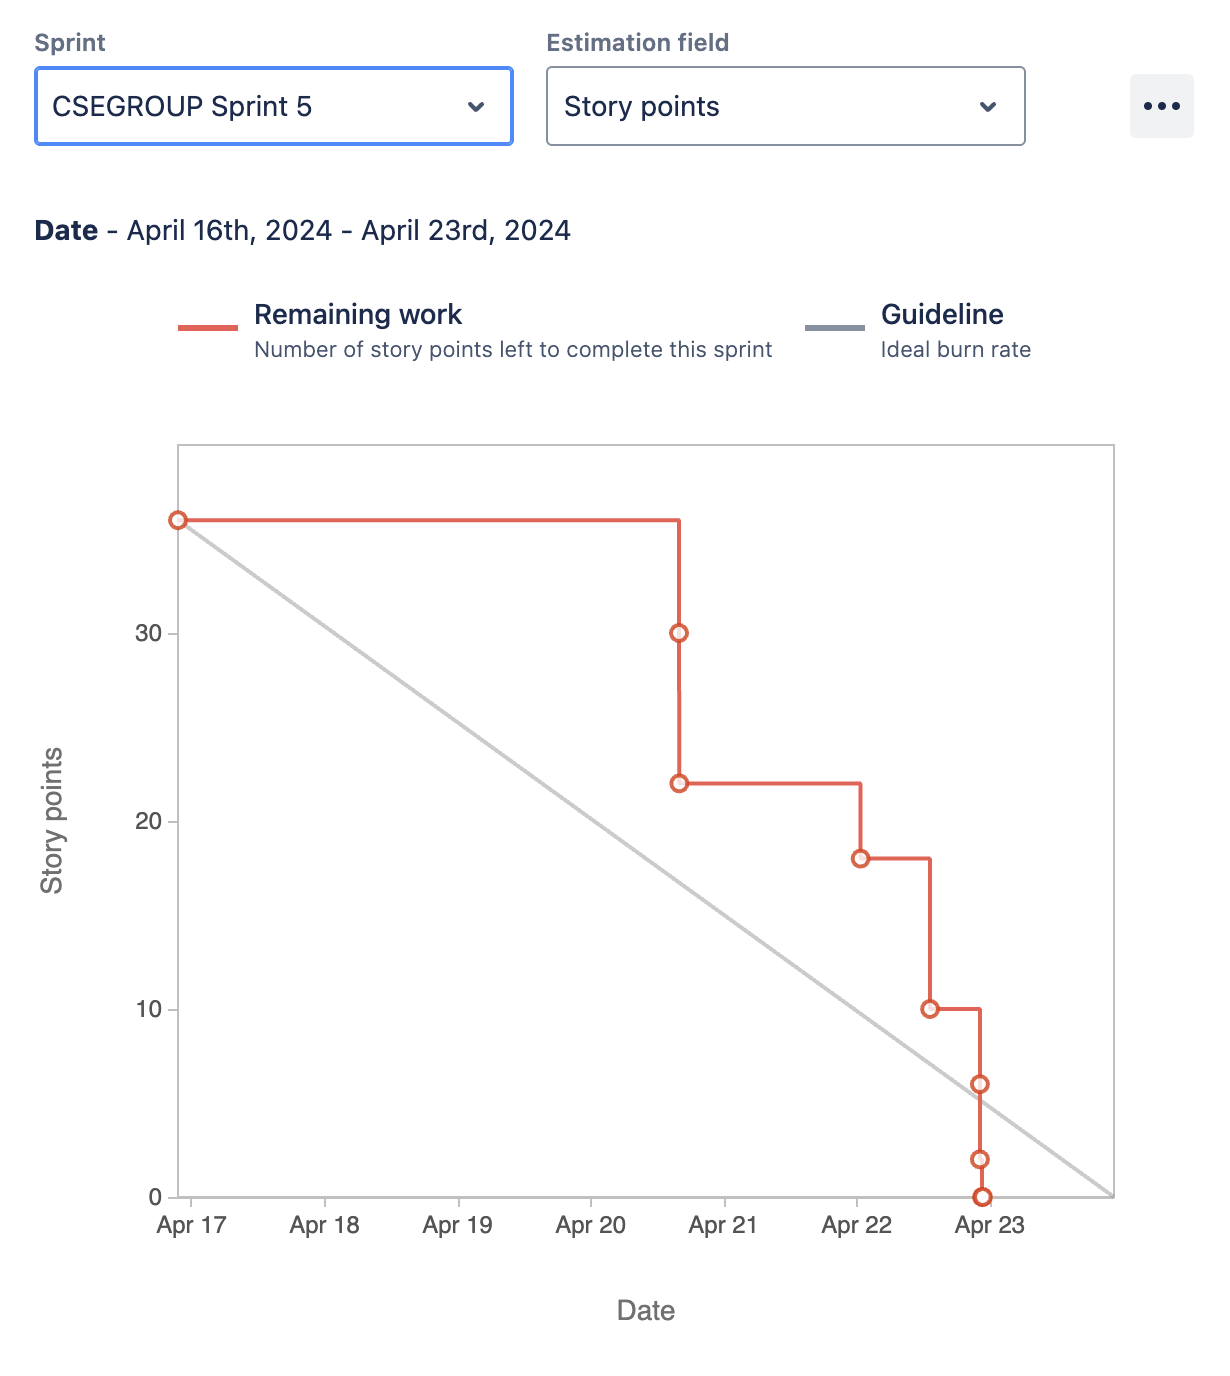 Sprint
Estimation field
CSEGROUP Sprint 5
Story points
Date - April 16th, 2024 - April 23rd, 2024
Remaining work
Number of story points left to complete this sprint
Guideline
Ideal burn rate
Story points
30
20
10
0
Apr 17
Apr 18
Apr 19
Apr 20
Apr 21
Apr 22
Apr 23
Date